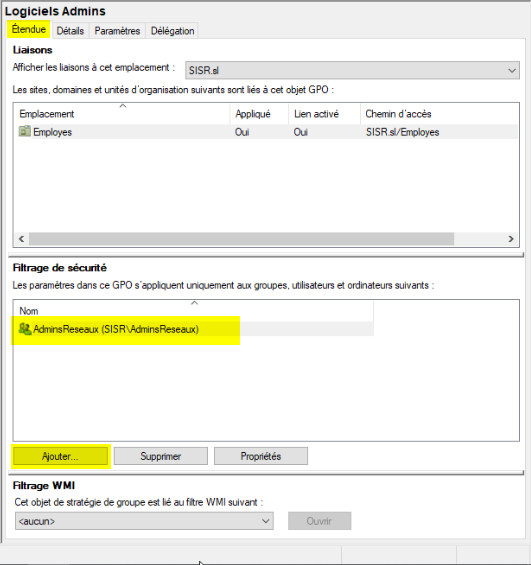 Logiciels Admins
Étendue Détails Paramètres Délégation
Liaisons
Afficher les liaisons à cet emplacement : SISR.sl
Les sites, domaines et unités d'organisation suivants sont liés à cet objet GPO :
Emplacement Appliqué Lien activé Chemin d'accès
Employes Oui Oui SISR.sl/Employes
Filtrage de sécurité
Les paramètres dans ce GPO s'appliquent uniquement aux groupes, utilisateurs et ordinateurs suivants :
Nom
AdminsReseaux (SISR\AdminsReseaux)
Ajouter... Supprimer Propriétés
Filtrage WMI
Cet objet de stratégie de groupe est lié au filtre WMI suivant :
<aucun> Ouvrir